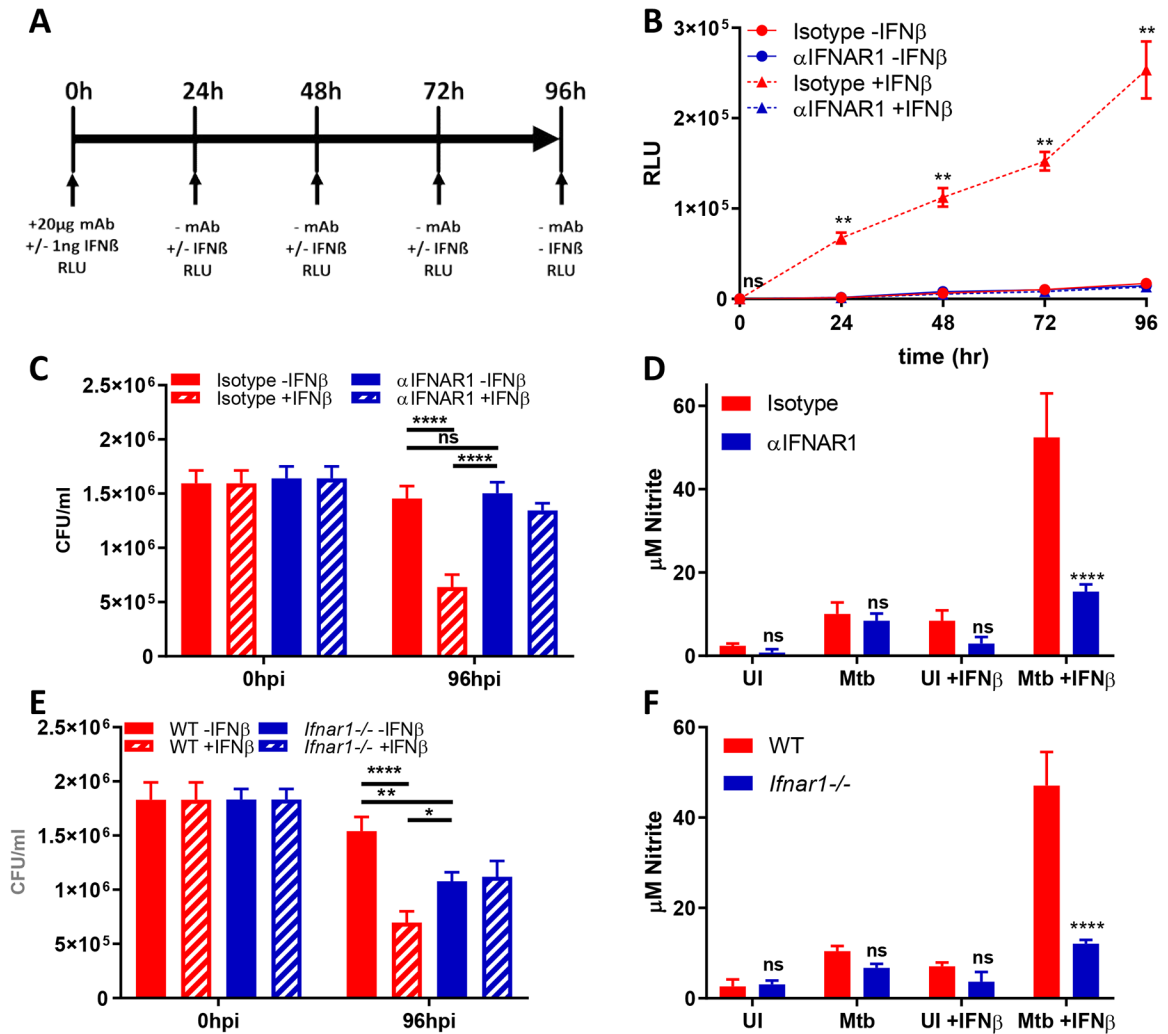 A
0h 24h 48h 72h 96h
+20µg mAb - mAb - mAb - mAb - mAb
+/- 1ng IFNß +/- IFNß +/- IFNß +/- IFNß - IFNß
RLU RLU RLU RLU RLU
B
Isotype -IFNβ
αIFNAR1 -IFNβ
Isotype +IFNβ
αIFNAR1 +IFNβ
RLU
3×10⁵
2×10⁵
1×10⁵
0
ns ** ** ** **
0 24 48 72 96
time (hr)
C
Isotype -IFNβ αIFNAR1 -IFNβ
Isotype +IFNβ αIFNAR1 +IFNβ
CFU/ml
2.5×10⁶
2×10⁶
1.5×10⁶
1×10⁶
5×10⁵
0
****
ns
****
0hpi 96hpi
D
Isotype
αIFNAR1
µM Nitrite
60
40
20
0
ns ns ns ****
UI Mtb UI +IFNβ Mtb +IFNβ
E
WT -IFNβ Ifnar1-/- -IFNβ
WT +IFNβ Ifnar1-/- +IFNβ
CFU/ml
2.5×10⁶
2×10⁶
1.5×10⁶
1×10⁶
5×10⁵
0
****
**
*
0hpi 96hpi
F
WT
Ifnar1-/-
µM Nitrite
60
40
20
0
ns ns ns ****
UI Mtb UI +IFNβ Mtb +IFNβ